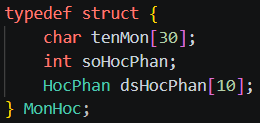 typedef struct {
    char tenMon[30];
    int soHocPhan;
    HocPhan dsHocPhan[10];
} MonHoc;